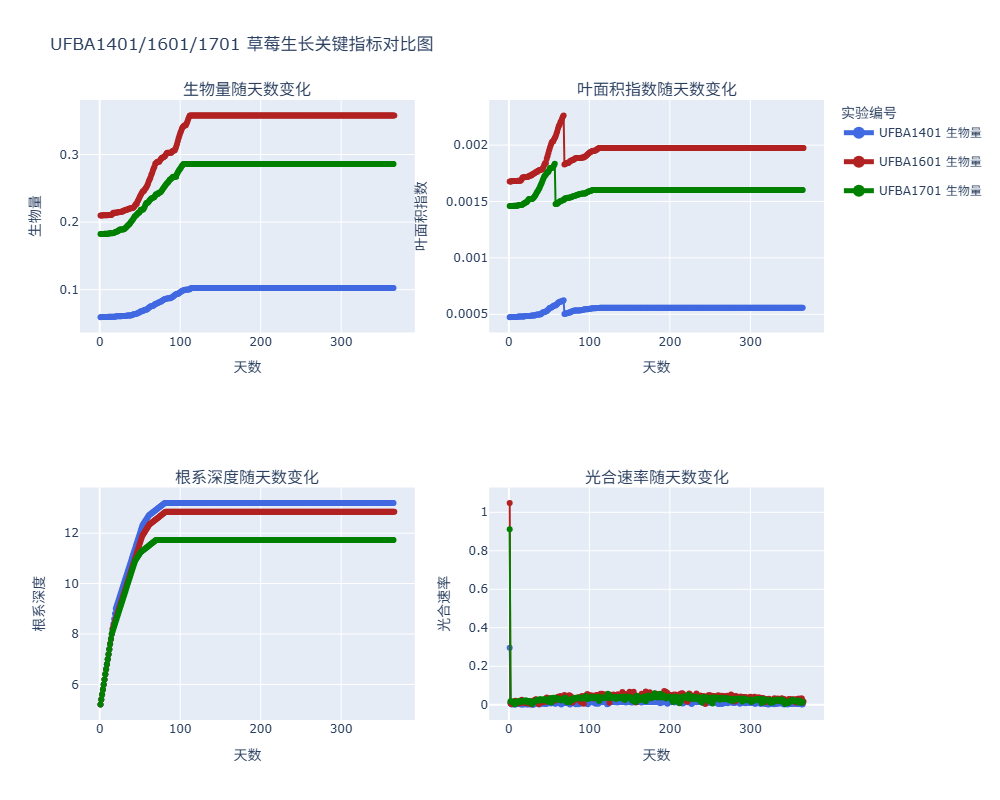 UFBA1401/1601/1701 草莓生长关键指标对比图
生物量随天数变化
叶面积指数随天数变化
实验编号
UFBA1401 生物量
UFBA1601 生物量
UFBA1701 生物量
生物量
0.3
0.2
0.1
0
100
200
300
天数
叶面积指数
0.002
0.0015
0.001
0.0005
0
100
200
300
天数
根系深度随天数变化
光合速率随天数变化
根系深度
12
10
8
6
0
100
200
300
天数
光合速率
1
0.8
0.6
0.4
0.2
0
0
100
200
300
天数